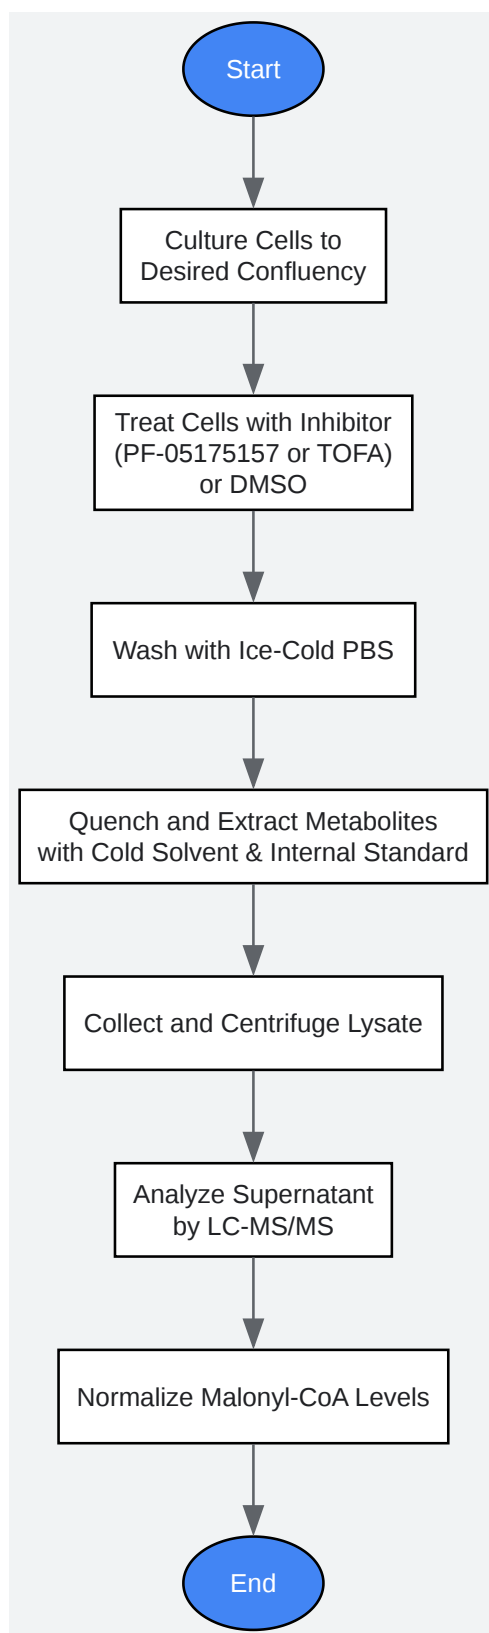 Start
Culture Cells to
Desired Confluency
Treat Cells with Inhibitor
(PF-05175157 or TOFA)
or DMSO
Wash with Ice-Cold PBS
Quench and Extract Metabolites
with Cold Solvent & Internal Standard
Collect and Centrifuge Lysate
Analyze Supernatant
by LC-MS/MS
Normalize Malonyl-CoA Levels
End